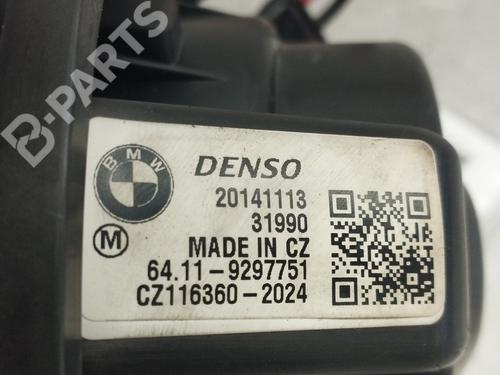 B-PARTS
BMW
DENSO
20141113
31990
M
MADE IN CZ
64.11-9297751
CZ116360-2024